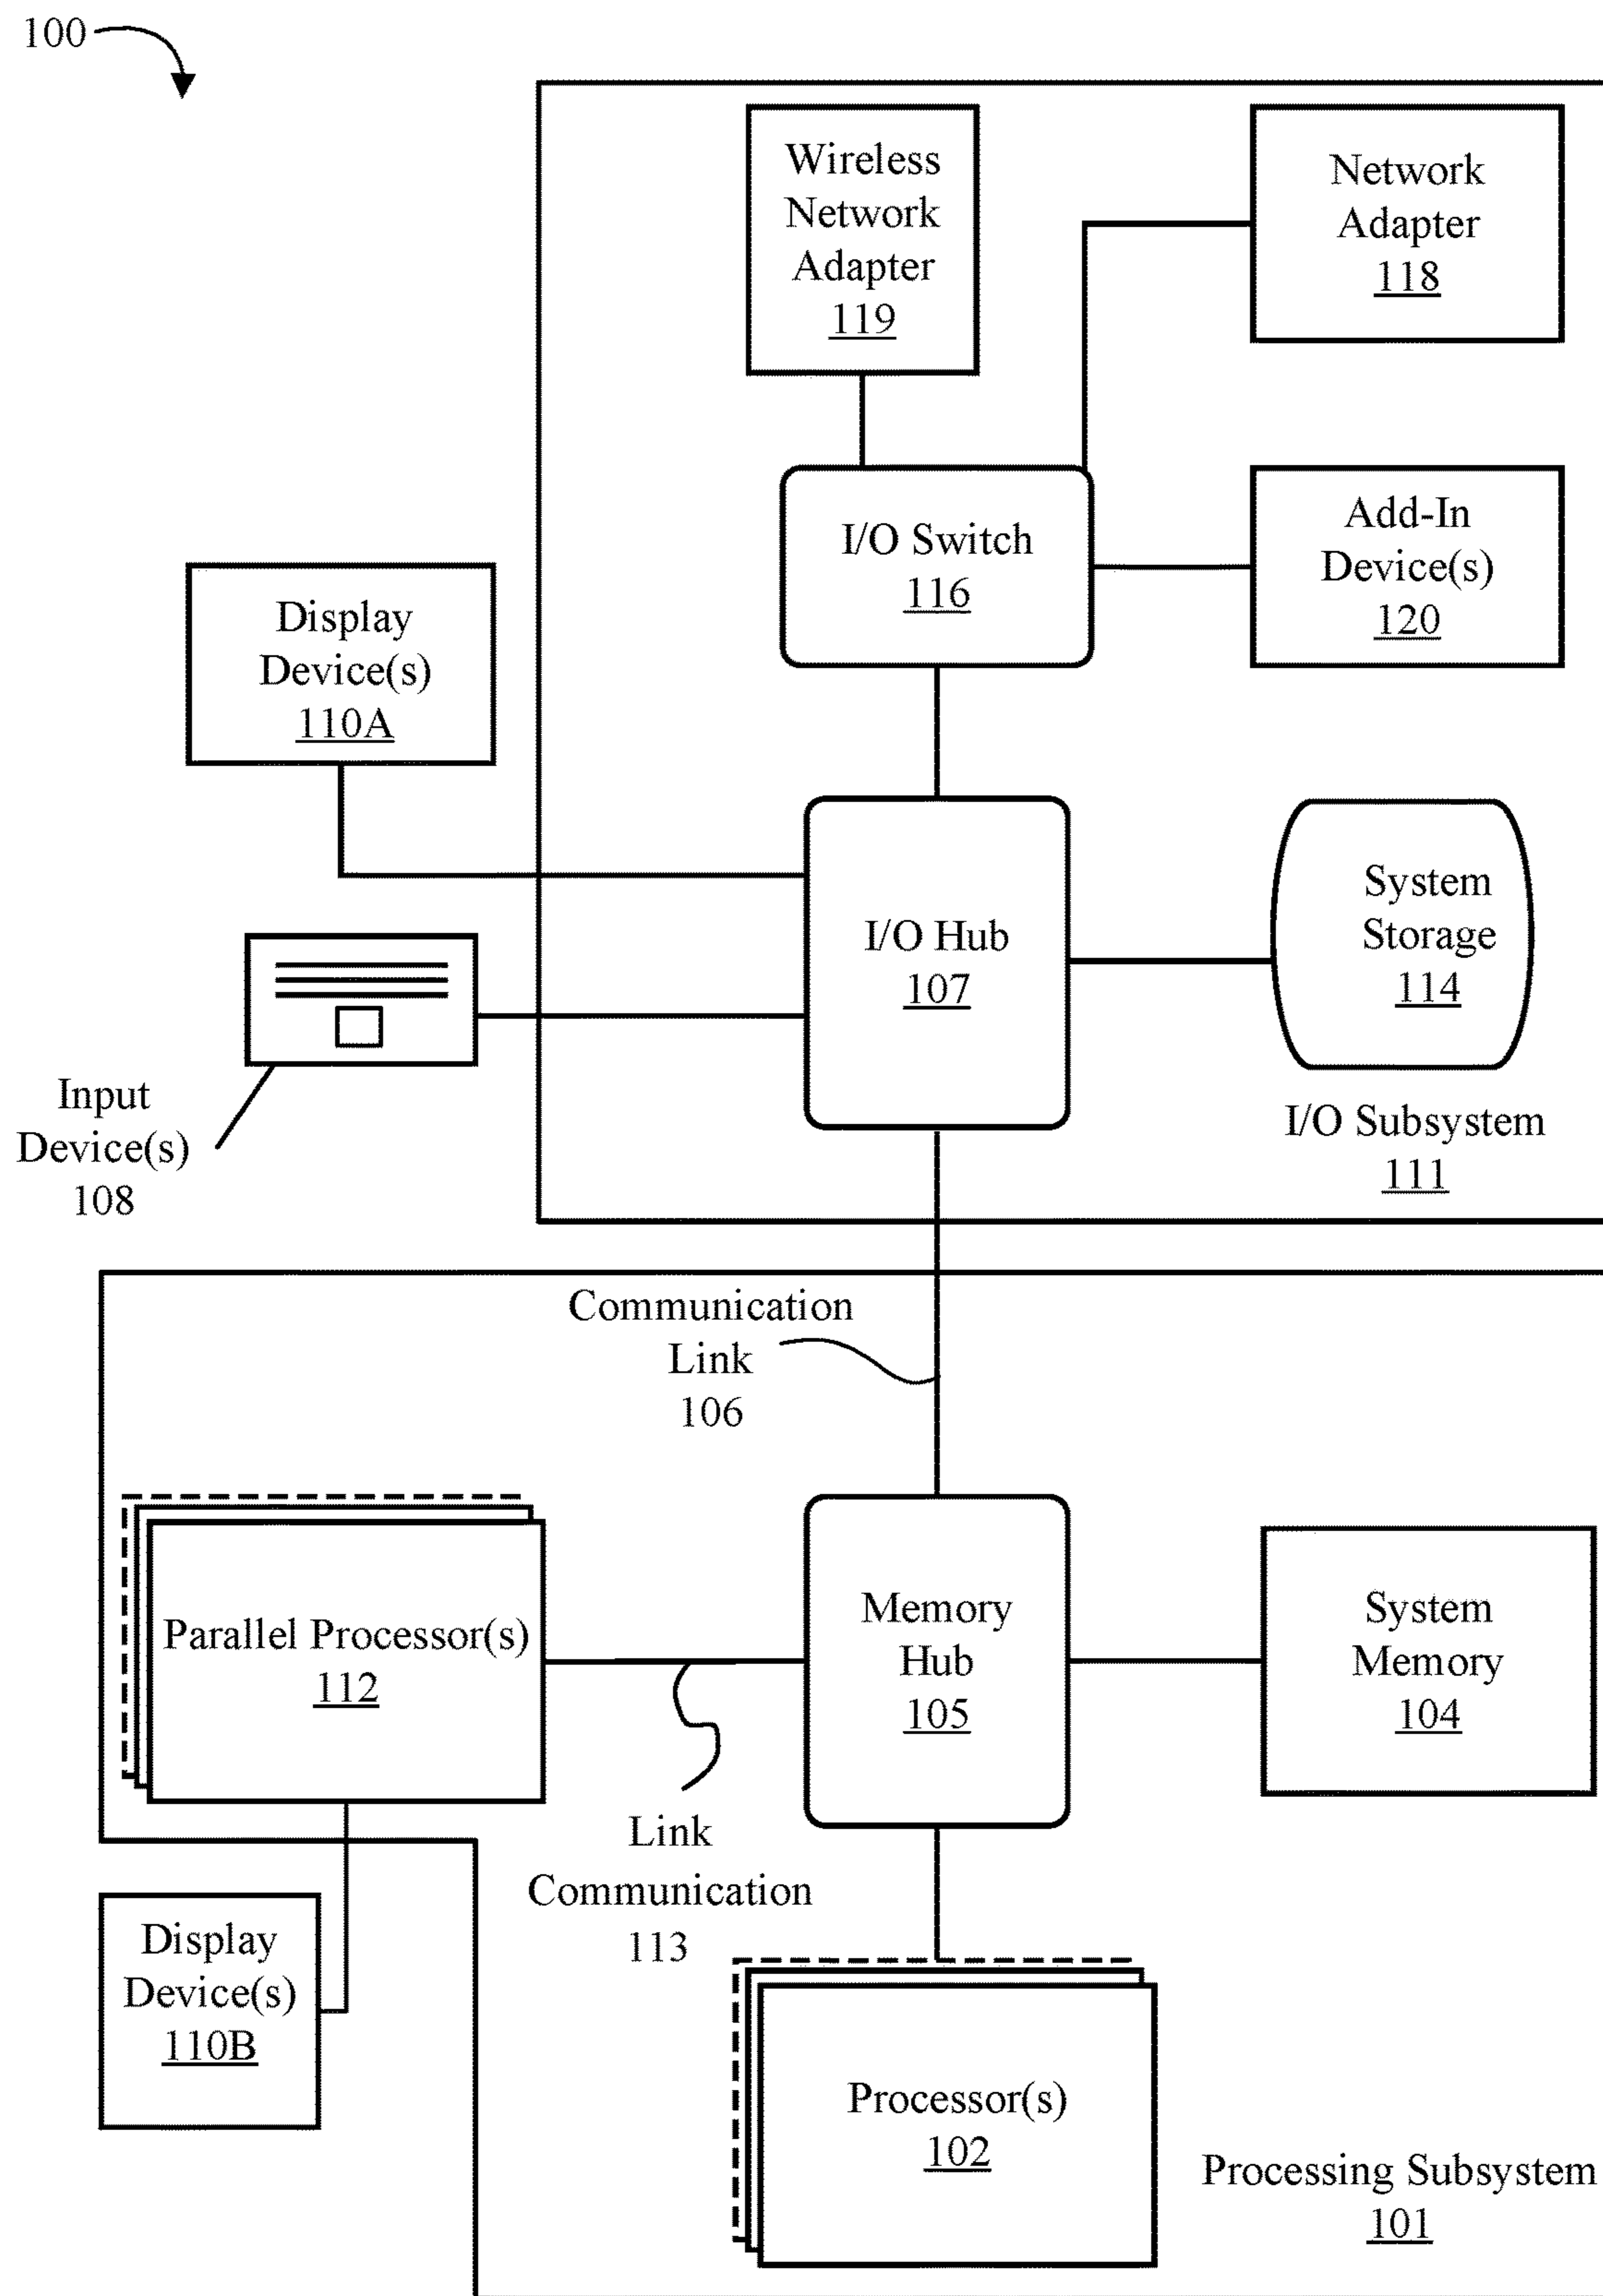 100
Wireless
Network
Adapter
119
Network
Adapter
118
I/O Switch
116
Add-In
Device(s)
120
Display
Device(s)
110A
I/O Hub
107
System
Storage
114
Input
Device(s)
108
I/O Subsystem
111
Communication
Link
106
Parallel Processor(s)
112
Memory
Hub
105
System
Memory
104
Link
Communication
113
Display
Device(s)
110B
Processor(s)
102
Processing Subsystem
101